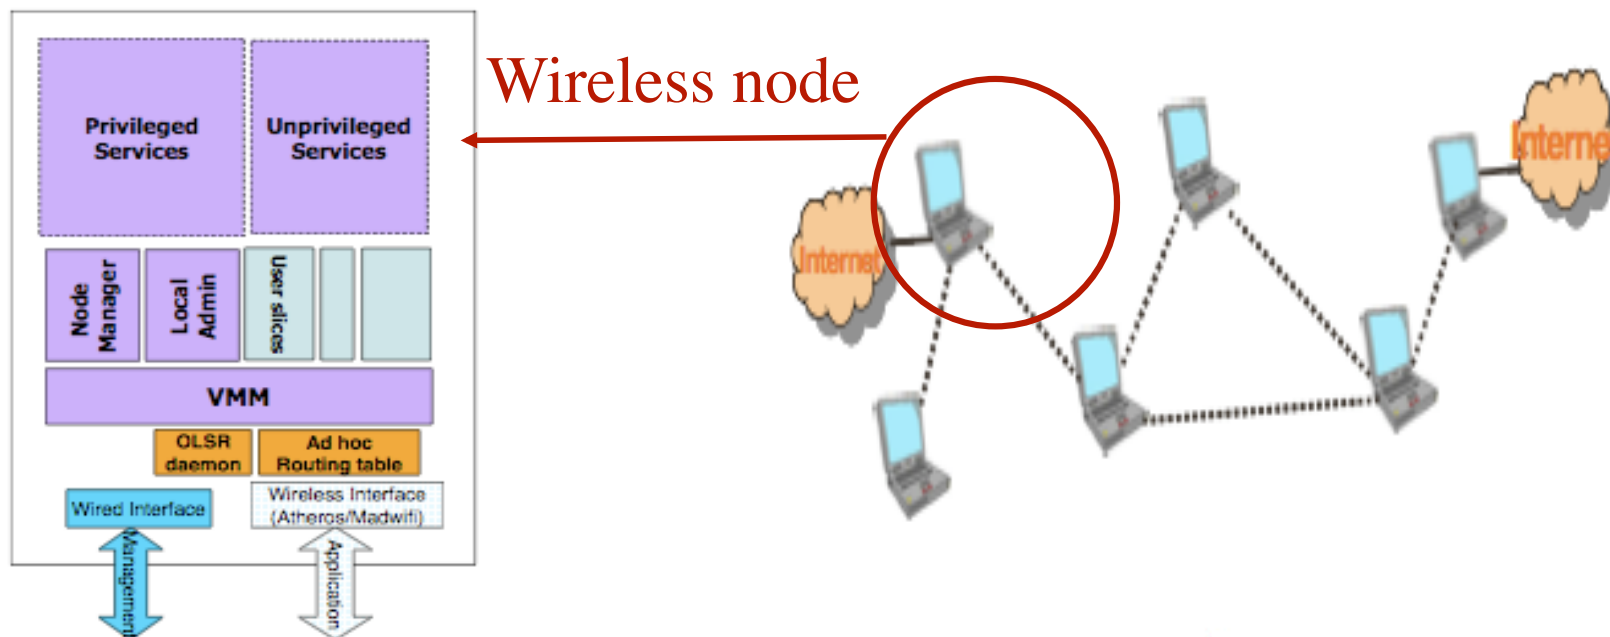 Wireless node
Privileged
Services
Unprivileged
Services
Node
Manager
Local
Admin
User slices
VMM
OLSR
daemon
Ad hoc
Routing table
Wired Interface
Wireless Interface
(Atheros/Madwifi)
Management
Application
Internet
Interne